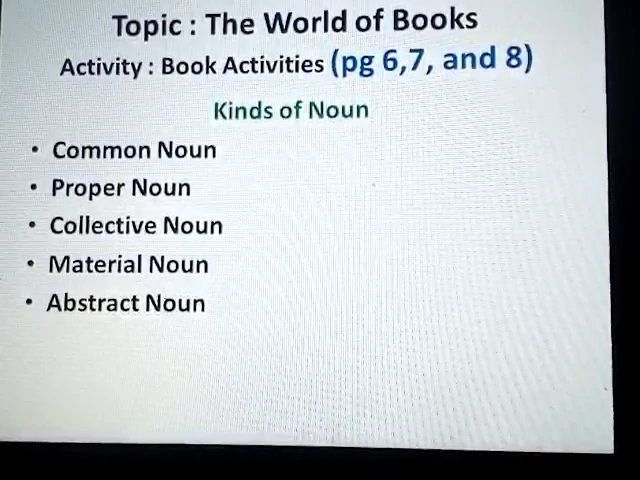 Topic : The World of Books
Activity : Book Activities (pg 6,7, and 8)
Kinds of Noun
• Common Noun
• Proper Noun
• Collective Noun
• Material Noun
• Abstract Noun